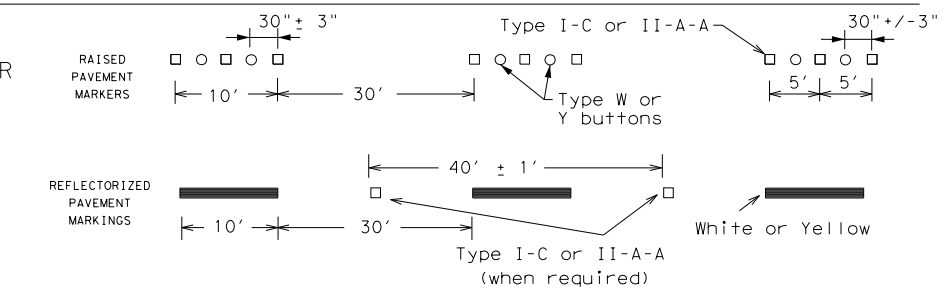 30"± 3"
Type I-C or II-A-A
30"+/-3"
R
RAISED
PAVEMENT
MARKERS
10'
30'
Type W or
Y buttons
5'
5'
40' ± 1'
REFLECTORIZED
PAVEMENT
MARKINGS
10'
30'
Type I-C or II-A-A
(when required)
White or Yellow